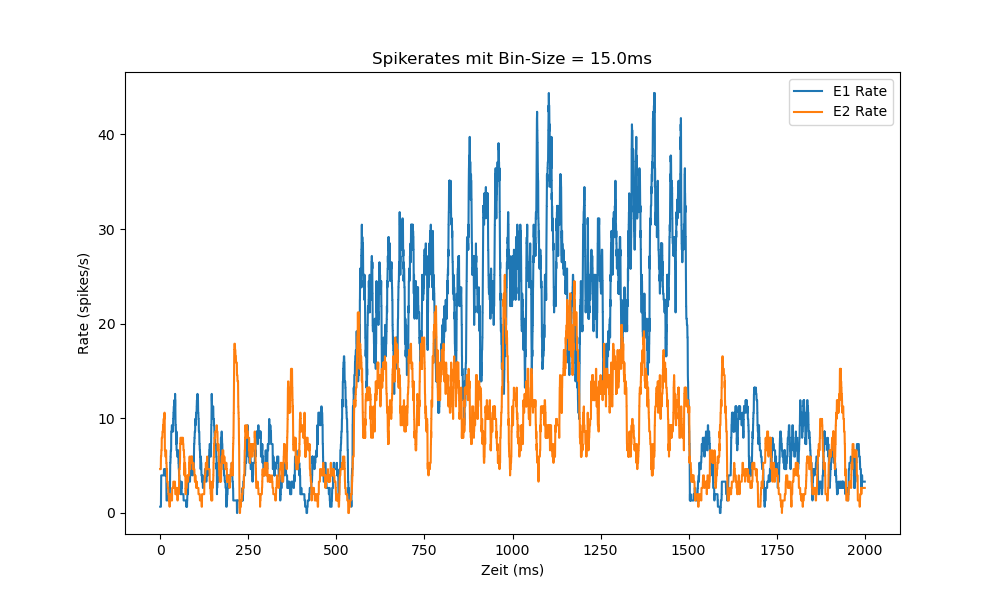 Spikerates mit Bin-Size = 15.0ms
E1 Rate
E2 Rate
Rate (spikes/s)
40
30
20
10
0
0 250 500 750 1000 1250 1500 1750 2000
Zeit (ms)